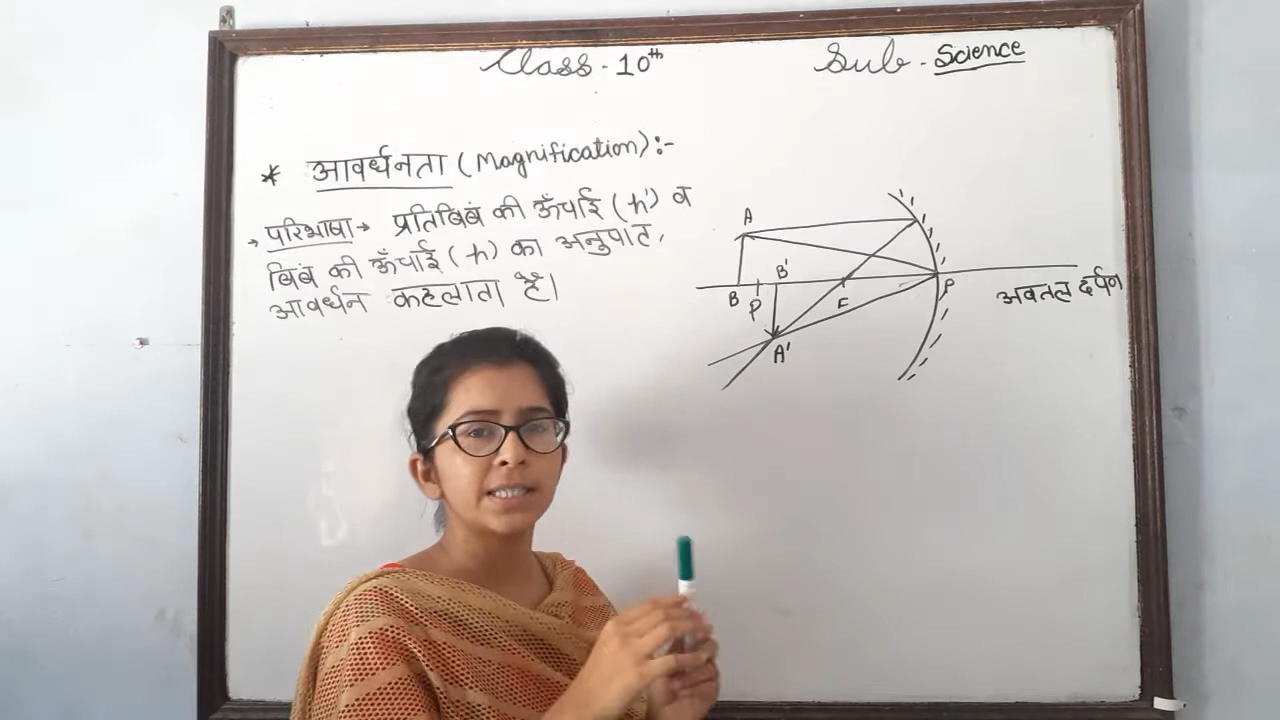 Class - 10th
Sub - Science
* आवर्धनता (Magnification) :-
→ परिभाषा → प्रतिबिंब की ऊँचाई (h') व
बिंब की ऊँचाई (h) का अनुपात,
आवर्धन कहलाता है।
A
B'
B
P
F
P
अवतल दर्पण
A'